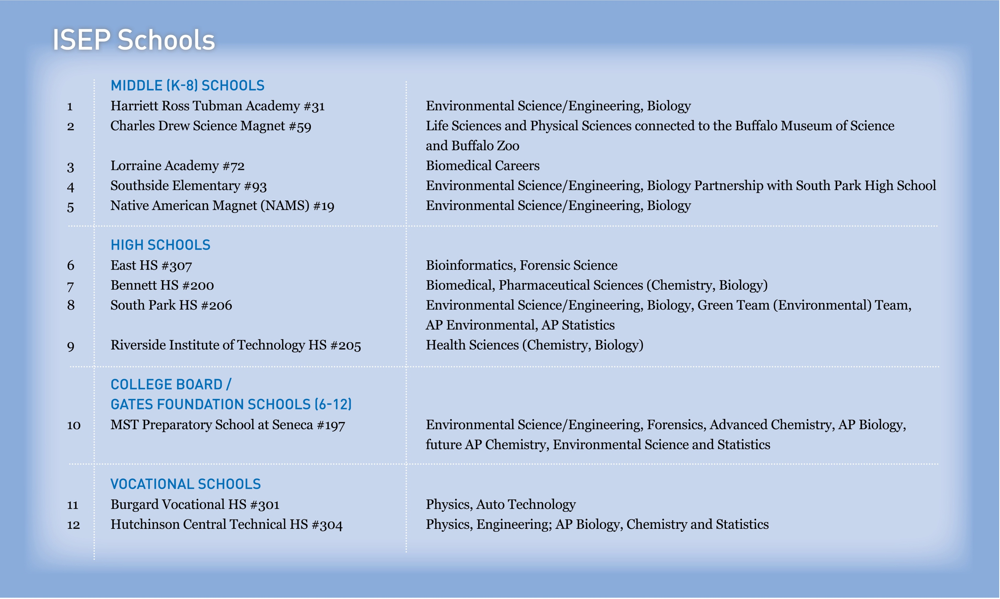 ISEP Schools
MIDDLE (K-8) SCHOOLS
1 Harriett Ross Tubman Academy #31 Environmental Science/Engineering, Biology
2 Charles Drew Science Magnet #59 Life Sciences and Physical Sciences connected to the Buffalo Museum of Science
and Buffalo Zoo
3 Lorraine Academy #72 Biomedical Careers
4 Southside Elementary #93 Environmental Science/Engineering, Biology Partnership with South Park High School
5 Native American Magnet (NAMS) #19 Environmental Science/Engineering, Biology
HIGH SCHOOLS
6 East HS #307 Bioinformatics, Forensic Science
7 Bennett HS #200 Biomedical, Pharmaceutical Sciences (Chemistry, Biology)
8 South Park HS #206 Environmental Science/Engineering, Biology, Green Team (Environmental) Team,
AP Environmental, AP Statistics
9 Riverside Institute of Technology HS #205 Health Sciences (Chemistry, Biology)
COLLEGE BOARD /
GATES FOUNDATION SCHOOLS (6-12)
10 MST Preparatory School at Seneca #197 Environmental Science/Engineering, Forensics, Advanced Chemistry, AP Biology,
future AP Chemistry, Environmental Science and Statistics
VOCATIONAL SCHOOLS
11 Burgard Vocational HS #301 Physics, Auto Technology
12 Hutchinson Central Technical HS #304 Physics, Engineering; AP Biology, Chemistry and Statistics